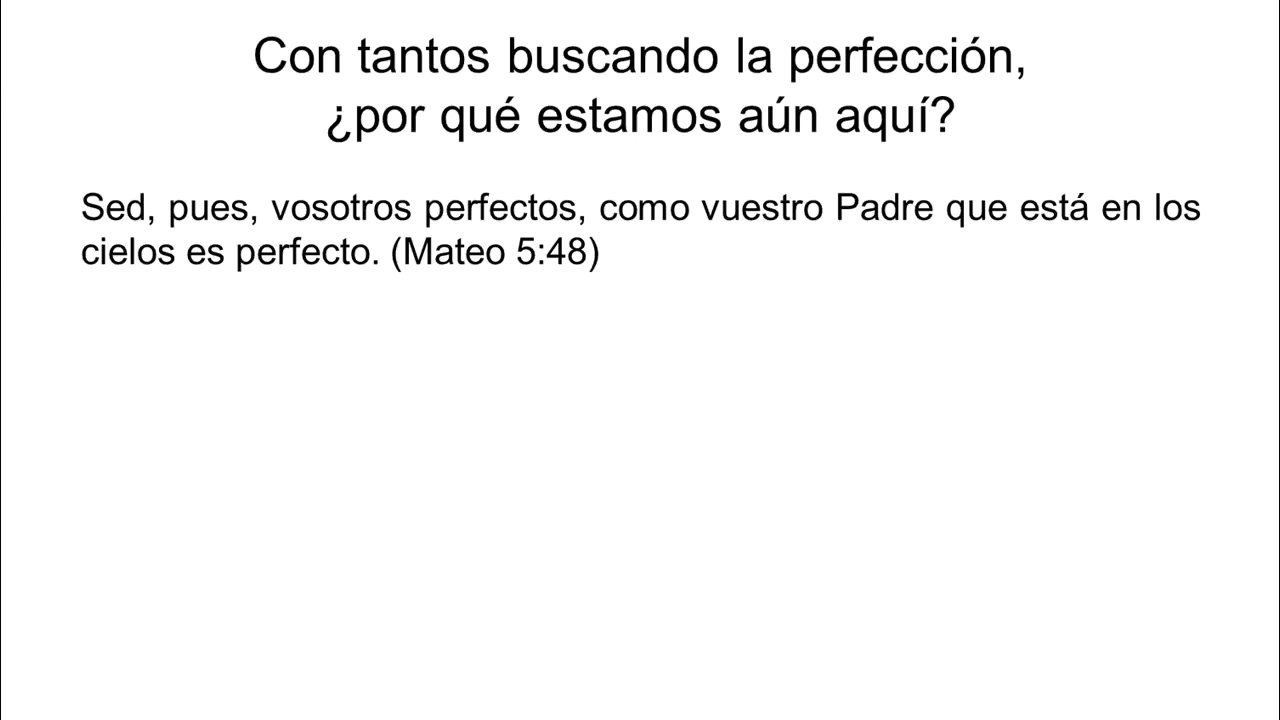 Con tantos buscando la perfección,
¿por qué estamos aún aquí?
Sed, pues, vosotros perfectos, como vuestro Padre que está en los
cielos es perfecto. (Mateo 5:48)